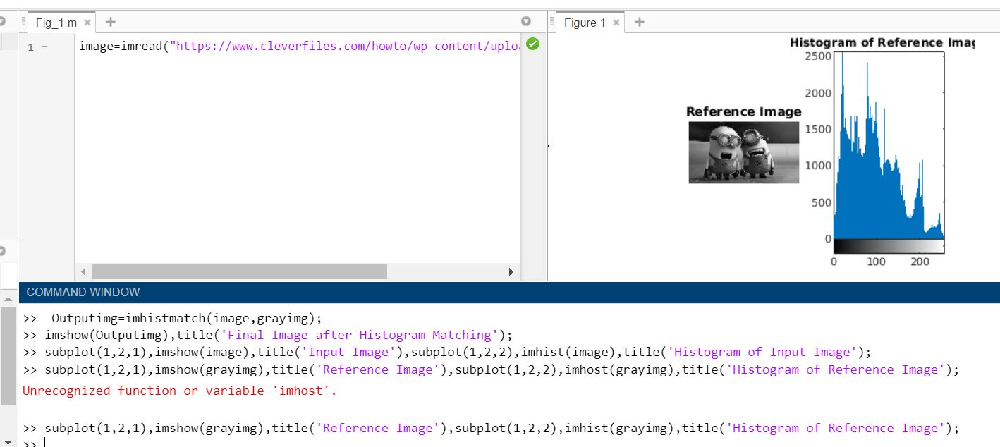 Fig_1.m × +
1 – image=imread("https://www.cleverfiles.com/howto/wp-content/uplo
Figure 1 × +
Histogram of Reference Imag
2500
2000
1500
1000
500
0
0 100 200
Reference Image
COMMAND WINDOW
>>  Outputimg=imhistmatch(image,grayimg);
>> imshow(Outputimg),title('Final Image after Histogram Matching');
>> subplot(1,2,1),imshow(image),title('Input Image'),subplot(1,2,2),imhist(image),title('Histogram of Input Image');
>> subplot(1,2,1),imshow(grayimg),title('Reference Image'),subplot(1,2,2),imhost(grayimg),title('Histogram of Reference Image');
Unrecognized function or variable 'imhost'.
>> subplot(1,2,1),imshow(grayimg),title('Reference Image'),subplot(1,2,2),imhist(grayimg),title('Histogram of Reference Image');
>>